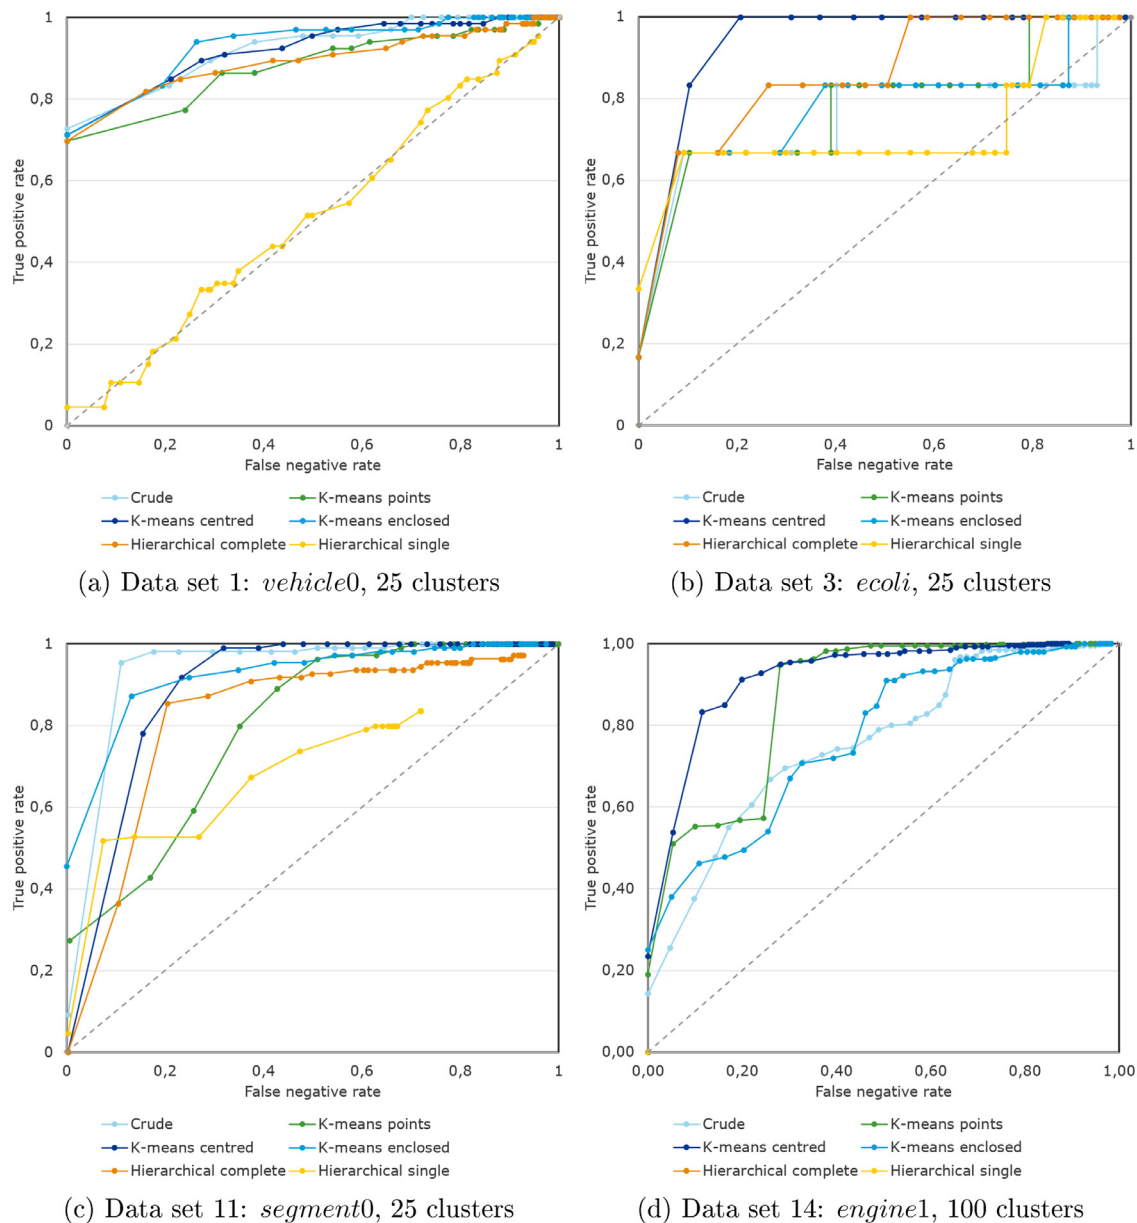 1
0,8
0,6
0,4
0,2
0
True positive rate
0 0,2 0,4 0,6 0,8 1
False negative rate
Crude K-means points
K-means centred K-means enclosed
Hierarchical complete Hierarchical single
(a) Data set 1: vehicle0, 25 clusters
1
0,8
0,6
0,4
0,2
0
True positive rate
0 0,2 0,4 0,6 0,8 1
False negative rate
Crude K-means points
K-means centred K-means enclosed
Hierarchical complete Hierarchical single
(b) Data set 3: ecoli, 25 clusters
1
0,8
0,6
0,4
0,2
0
True positive rate
0 0,2 0,4 0,6 0,8 1
False negative rate
Crude K-means points
K-means centred K-means enclosed
Hierarchical complete Hierarchical single
(c) Data set 11: segment0, 25 clusters
1,00
0,80
0,60
0,40
0,20
0,00
True positive rate
0,00 0,20 0,40 0,60 0,80 1,00
False negative rate
Crude K-means points
K-means centred K-means enclosed
Hierarchical complete Hierarchical single
(d) Data set 14: engine1, 100 clusters